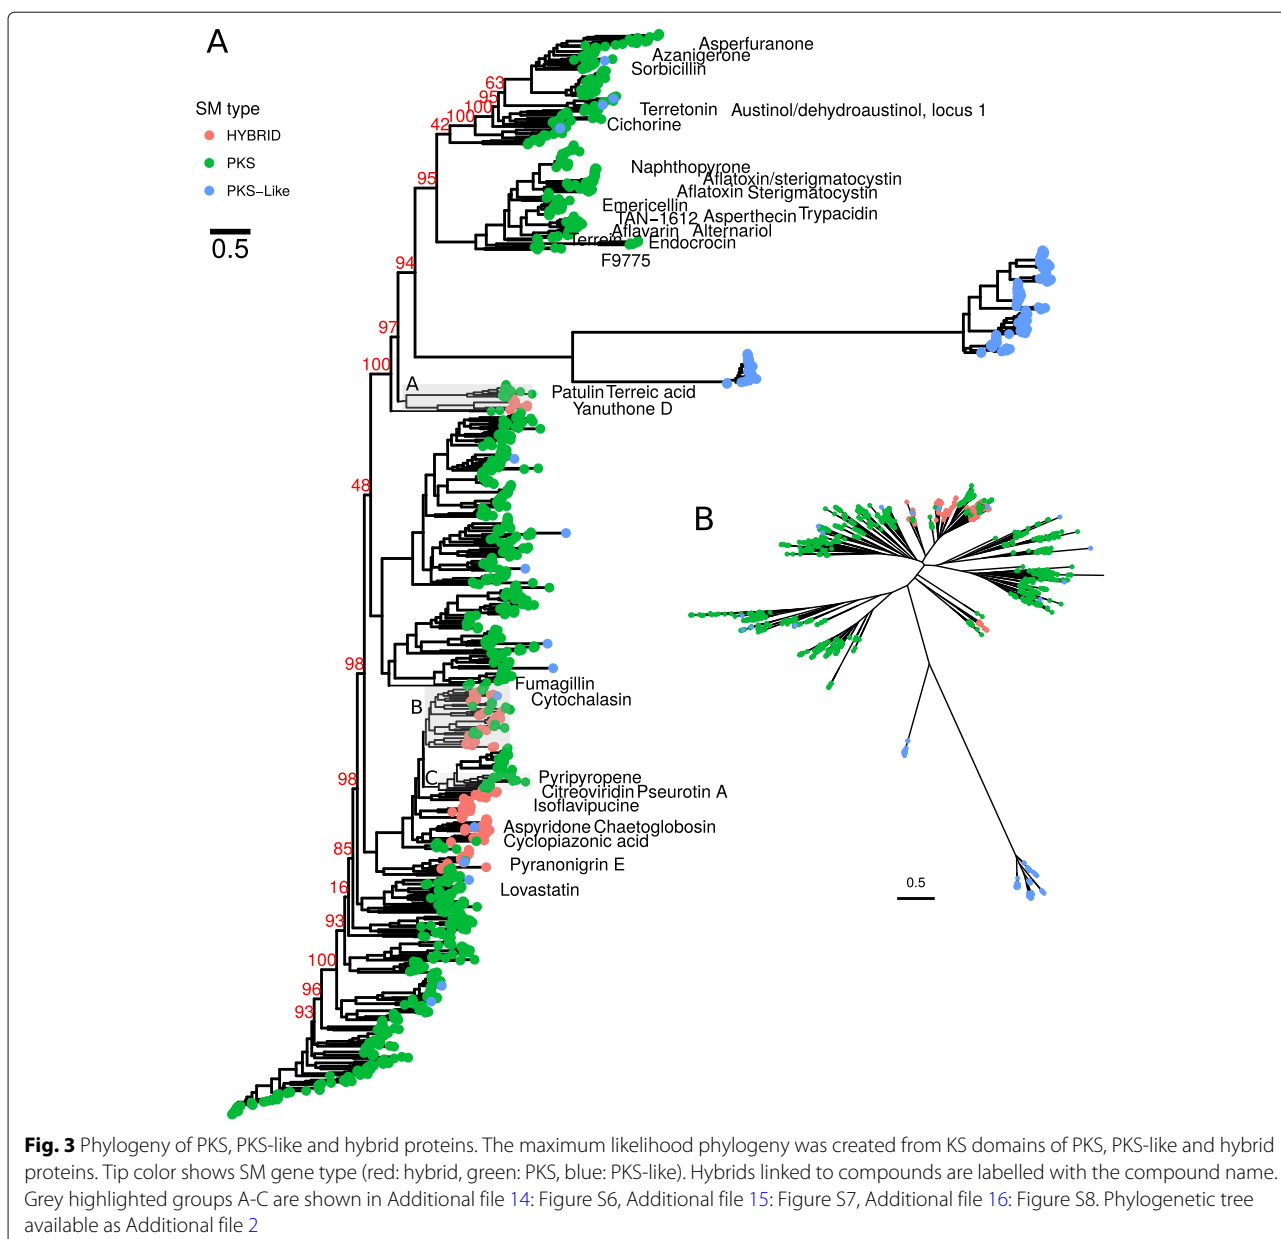 A
SM type
HYBRID
PKS
PKS-Like
0.5
Asperfuranone
Azanigerone
Sorbicillin
63
95
100
100
42
Terretonin Austinol/dehydroaustinol, locus 1
Cichorine
95
Naphthopyrone
Aflatoxin/sterigmatocystin
Aflatoxin Sterigmatocystin
Emericellin
TAN-1612 Asperthecin Trypacidin
Aflavarin Alternariol
Terrein Endocrocin
F9775
94
97
100
A
Patulin Terreic acid
Yanuthone D
48
B
98
Fumagillin
Cytochalasin
B
98
C
Pyripyropene
Citreoviridin Pseurotin A
Isoflavipucine
Aspyridone Chaetoglobosin
Cyclopiazonic acid
85
Pyranonigrin E
16
Lovastatin
0.5
93
100
96
93
Fig. 3 Phylogeny of PKS, PKS-like and hybrid proteins. The maximum likelihood phylogeny was created from KS domains of PKS, PKS-like and hybrid
proteins. Tip color shows SM gene type (red: hybrid, green: PKS, blue: PKS-like). Hybrids linked to compounds are labelled with the compound name.
Grey highlighted groups A-C are shown in Additional file 14: Figure S6, Additional file 15: Figure S7, Additional file 16: Figure S8. Phylogenetic tree
available as Additional file 2